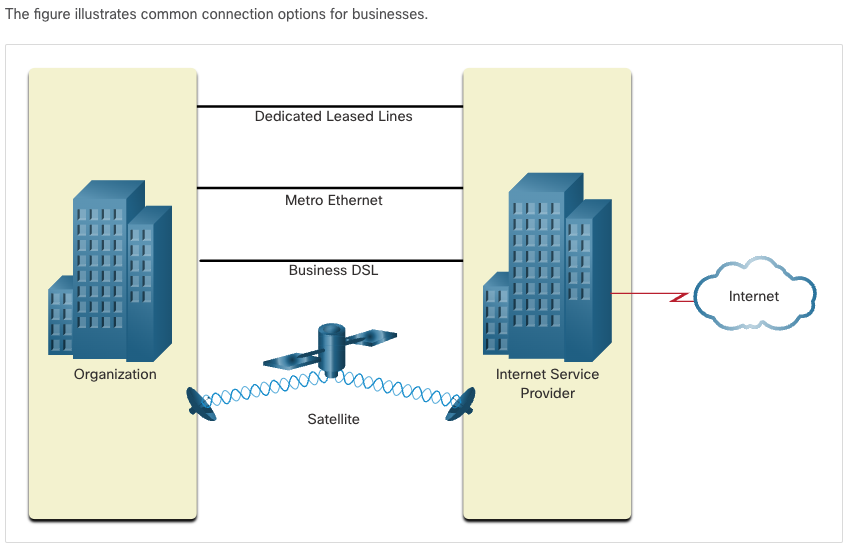 The figure illustrates common connection options for businesses.
Dedicated Leased Lines
Metro Ethernet
Business DSL
Internet
Organization
Internet Service
Provider
Satellite